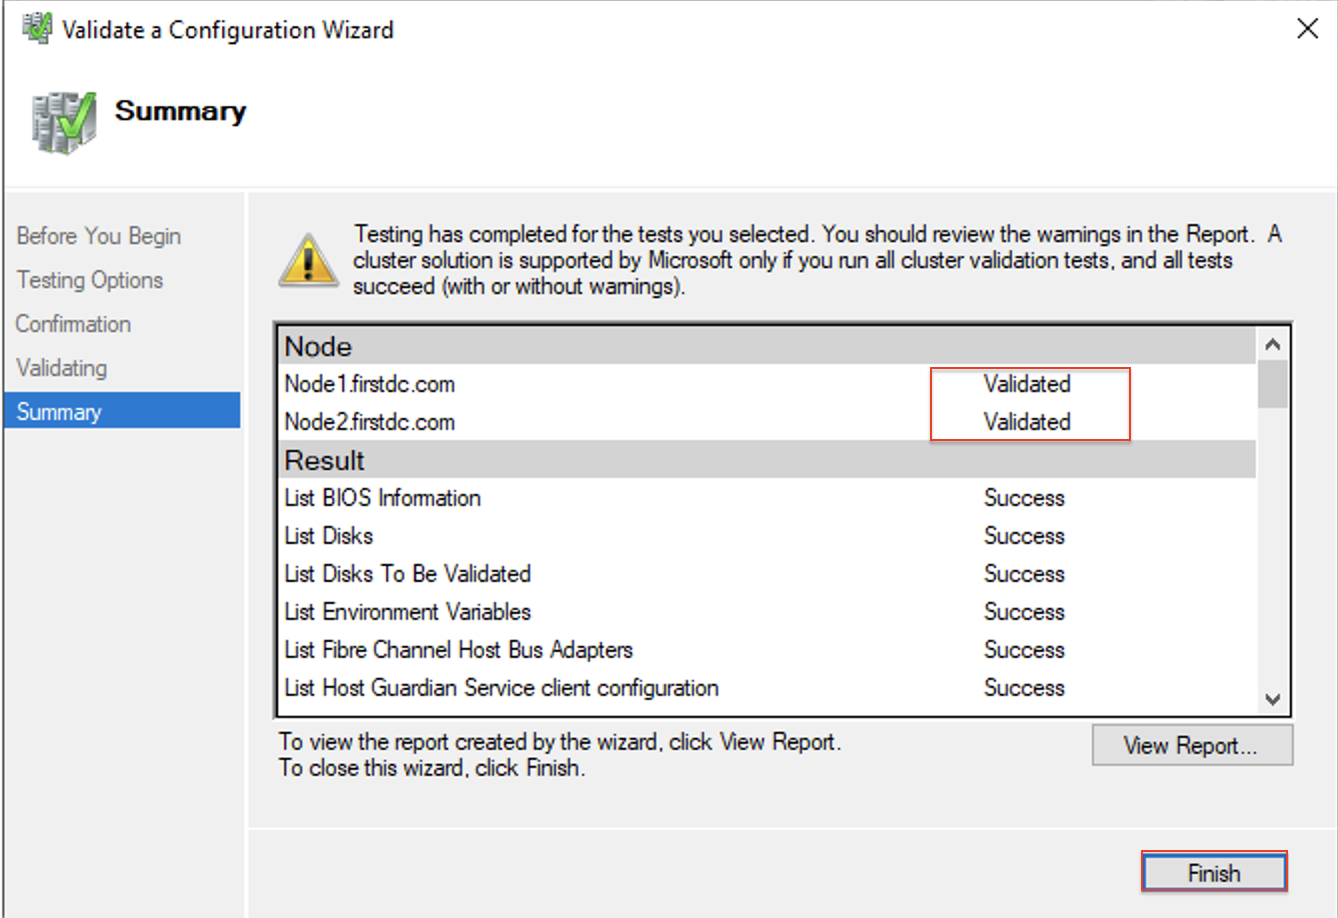 Validate a Configuration Wizard
Summary
Before You Begin
Testing Options
Confirmation
Validating
Summary
Testing has completed for the tests you selected. You should review the warnings in the Report. A
cluster solution is supported by Microsoft only if you run all cluster validation tests, and all tests
succeed (with or without warnings).
Node
Node1.firstdc.com Validated
Node2.firstdc.com Validated
Result
List BIOS Information Success
List Disks Success
List Disks To Be Validated Success
List Environment Variables Success
List Fibre Channel Host Bus Adapters Success
List Host Guardian Service client configuration Success
To view the report created by the wizard, click View Report.
To close this wizard, click Finish.
View Report...
Finish